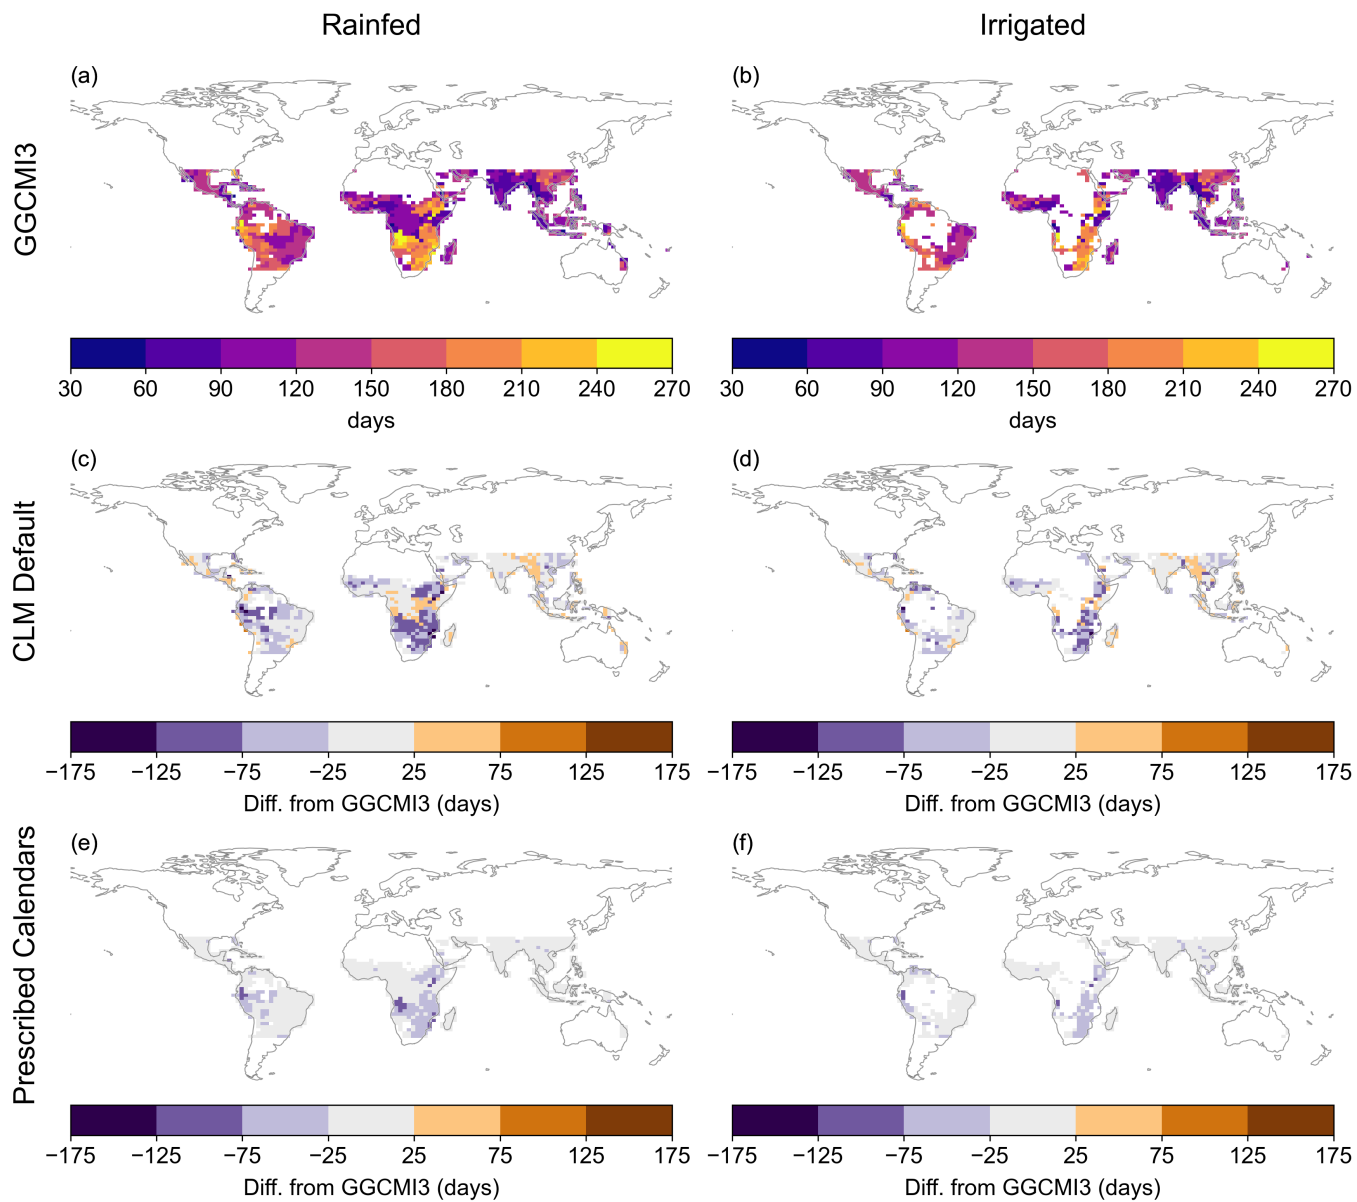 Rainfed
Irrigated
GGCMI3
(a)
(b)
30 60 90 120 150 180 210 240 270
days
30 60 90 120 150 180 210 240 270
days
CLM Default
(c)
(d)
−175 −125 −75 −25 25 75 125 175
Diff. from GGCMI3 (days)
−175 −125 −75 −25 25 75 125 175
Diff. from GGCMI3 (days)
Prescribed Calendars
(e)
(f)
−175 −125 −75 −25 25 75 125 175
Diff. from GGCMI3 (days)
−175 −125 −75 −25 25 75 125 175
Diff. from GGCMI3 (days)